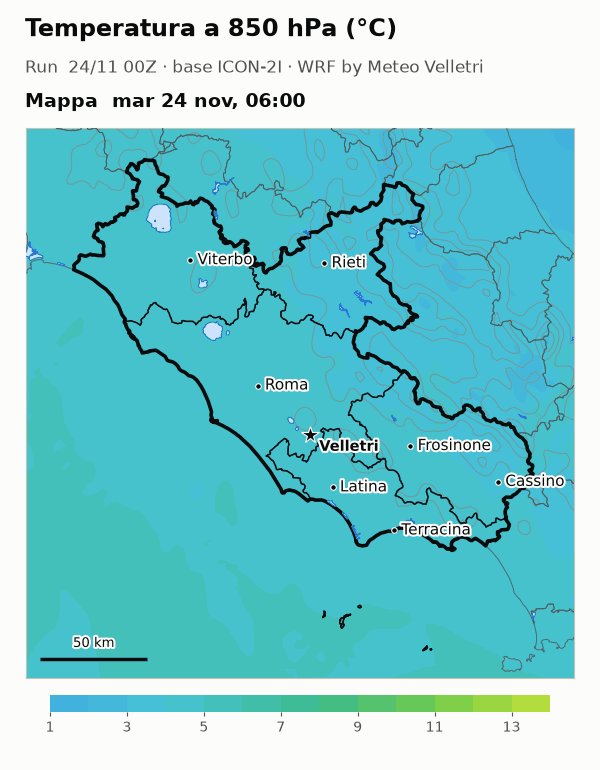 Temperatura a 850 hPa (°C)
Run  24/11 00Z · base ICON-2I · WRF by Meteo Velletri
Mappa  mar 24 nov, 06:00
Viterbo
Rieti
Roma
Velletri
Frosinone
Cassino
Latina
Terracina
50 km
1 3 5 7 9 11 13